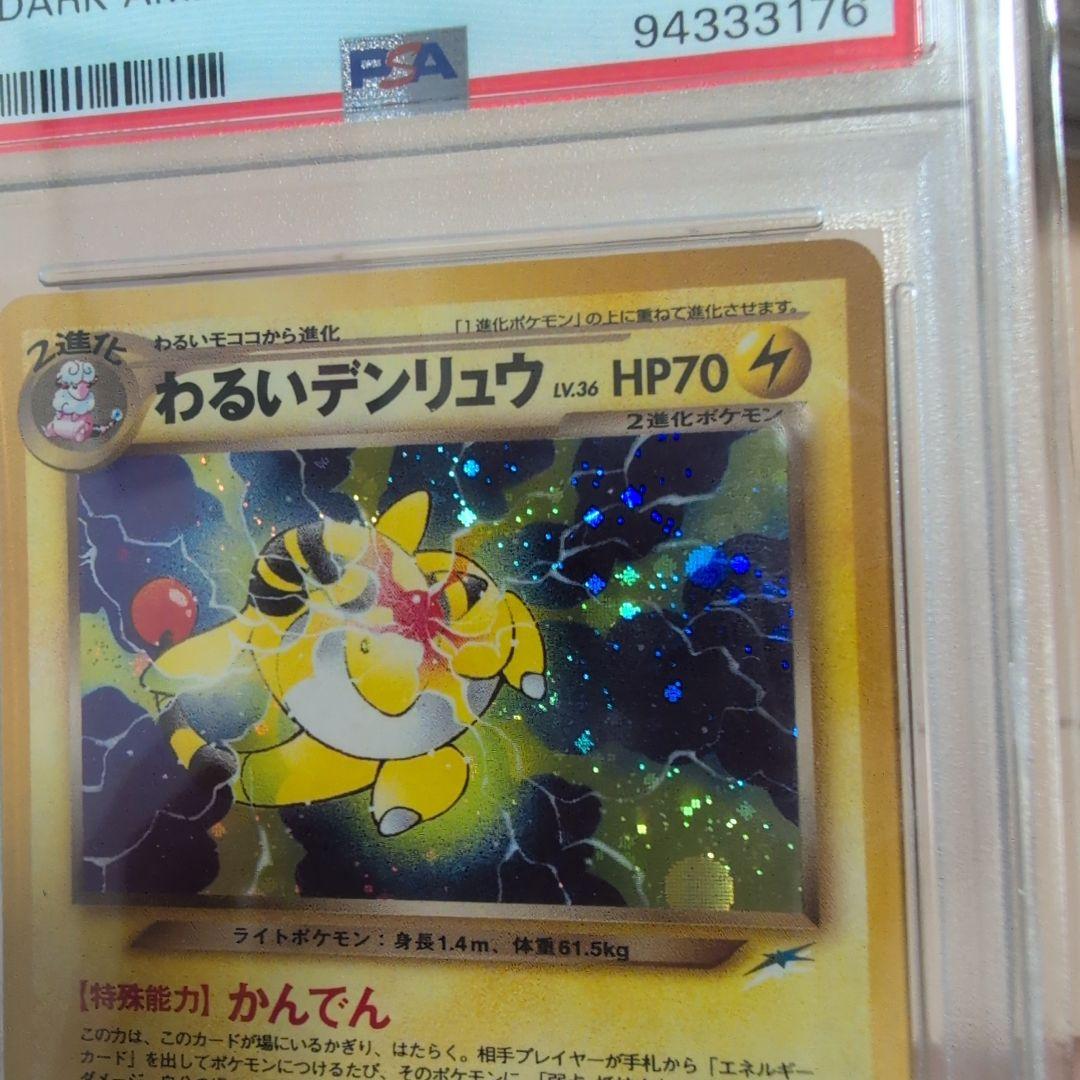 DARK
94333176
PSA
2進化
わるいモココから進化
「1進化ポケモン」の上に重ねて進化させます。
わるいデンリュウ LV.36 HP70
2進化ポケモン
ライトポケモン：身長1.4m、体重61.5kg
【特殊能力】かんでん
この力は、このカードが場にいるかぎり、はたらく。相手プレイヤーが手札から「エネルギー
カード」を出してポケモンにつけるたび、そのポケモンに、「弱点・抵